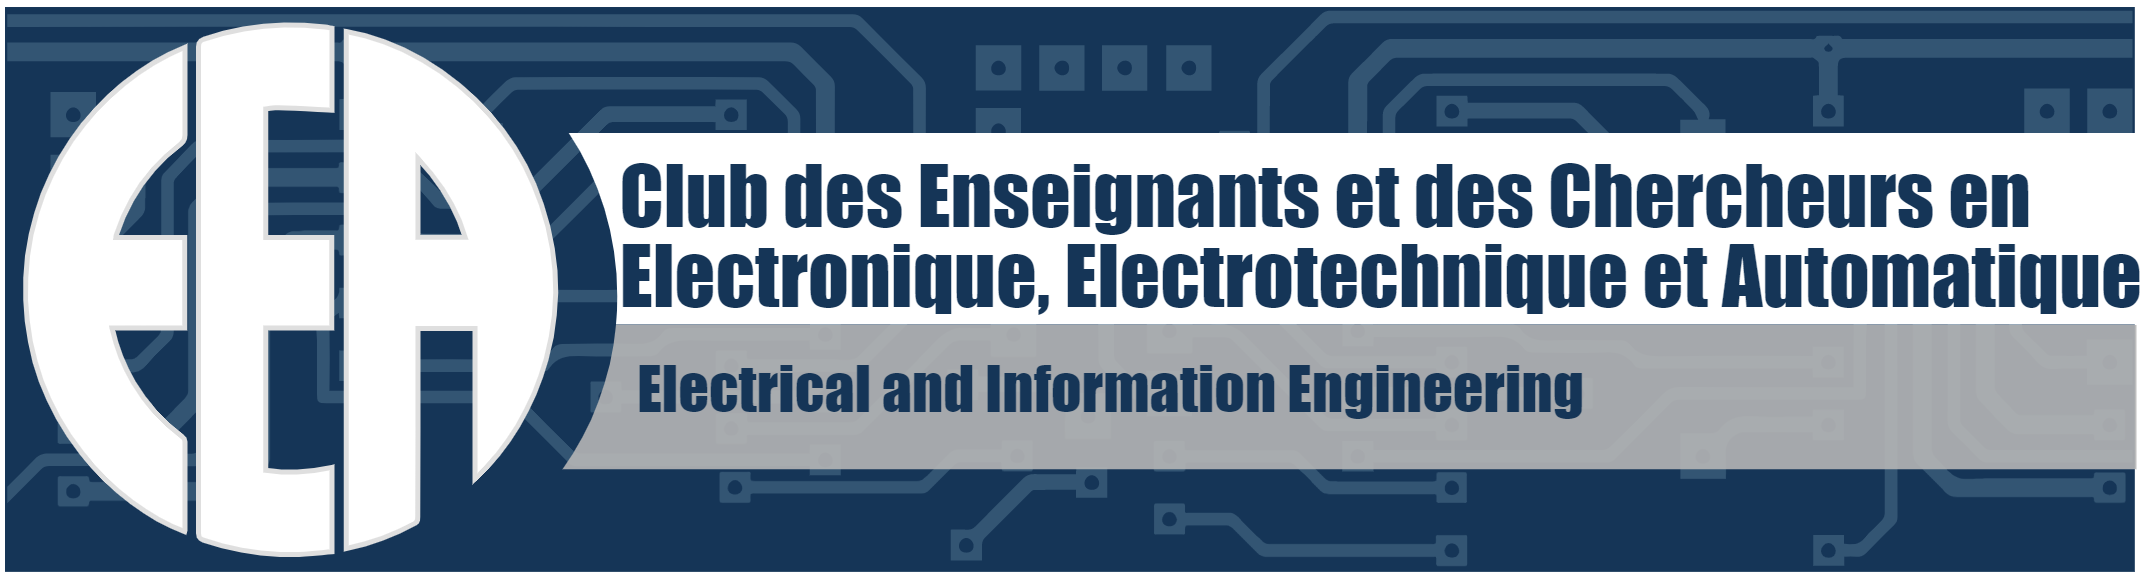 EEA
Club des Enseignants et des Chercheurs en
Electronique, Electrotechnique et Automatique
Electrical and Information Engineering